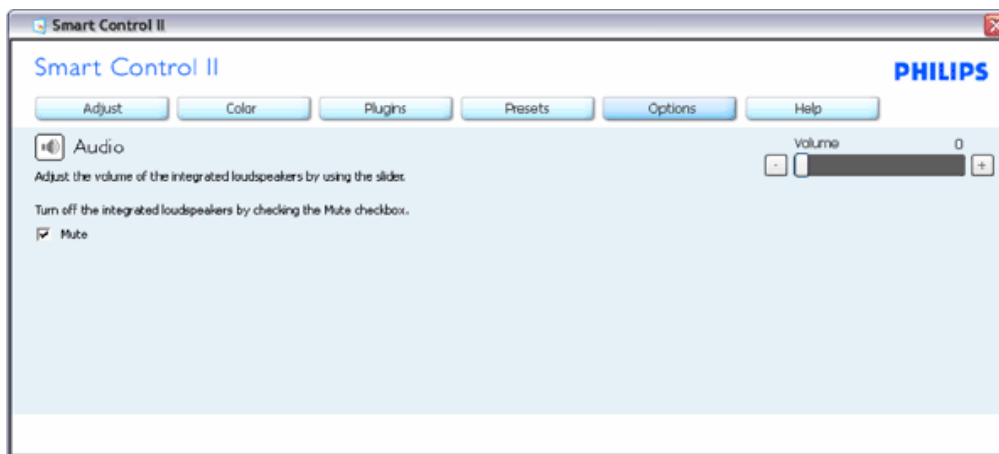 Smart Control II
Smart Control II
PHILIPS
Adjust
Color
Plugins
Presets
Options
Help
Audio
Volume 0
- +
Adjust the volume of the integrated loudspeakers by using the slider.
Turn off the integrated loudspeakers by checking the Mute checkbox.
Mute